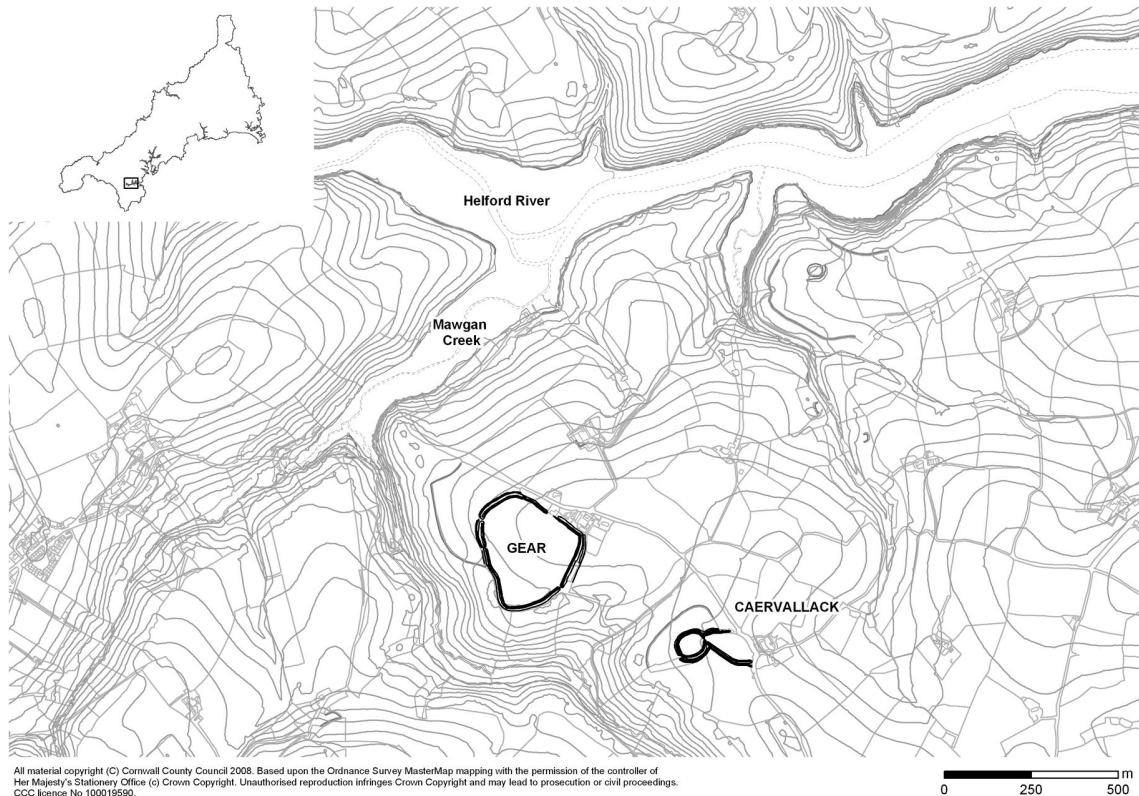 Helford River
Mawgan
Creek
GEAR
CAERVALLACK
All material copyright (C) Cornwall County Council 2008. Based upon the Ordnance Survey MasterMap mapping with the permission of the controller of
Her Majesty's Stationery Office (c) Crown Copyright. Unauthorised reproduction infringes Crown Copyright and may lead to prosecution or civil proceedings.
CCC licence No 100019590.
m
0 250 500